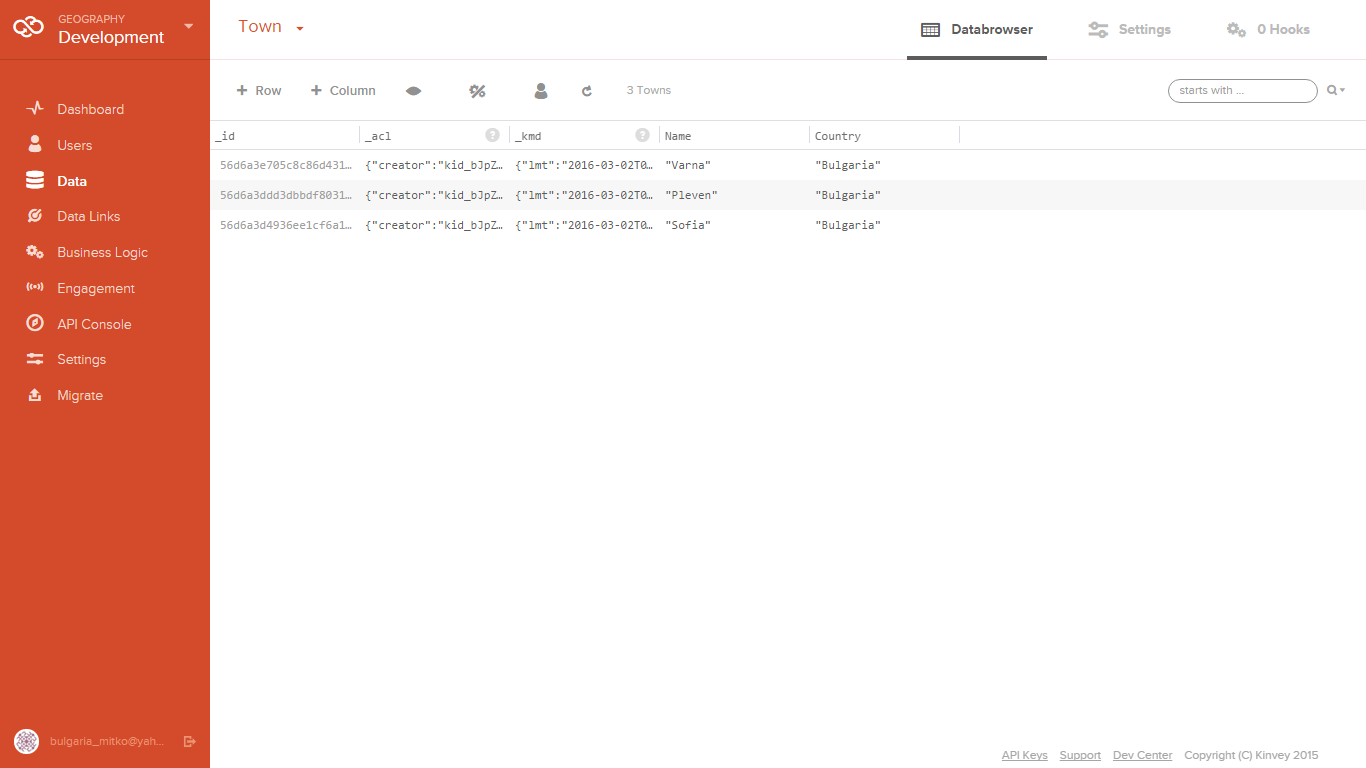 GEOGRAPHY
Development
Dashboard
Users
Data
Data Links
Business Logic
Engagement
API Console
Settings
Migrate
bulgaria_mitko@yah...
Town
Databrowser
Settings
0 Hooks
+ Row
+ Column
3 Towns
starts with ...
_id _acl ? _kmd ? Name Country
56d6a3e705c8c86d431… {"creator":"kid_bJpZ… {"lmt":"2016-03-02T0… "Varna" "Bulgaria"
56d6a3ddd3dbbdf8031… {"creator":"kid_bJpZ… {"lmt":"2016-03-02T0… "Pleven" "Bulgaria"
56d6a3d4936ee1cf6a1… {"creator":"kid_bJpZ… {"lmt":"2016-03-02T0… "Sofia" "Bulgaria"
API Keys Support Dev Center Copyright (C) Kinvey 2015